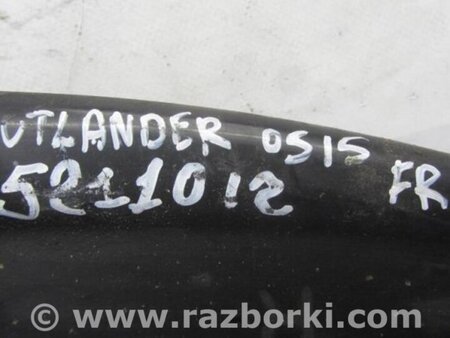 UTLANDER 0515
5211012 FR
© www.razborki.com